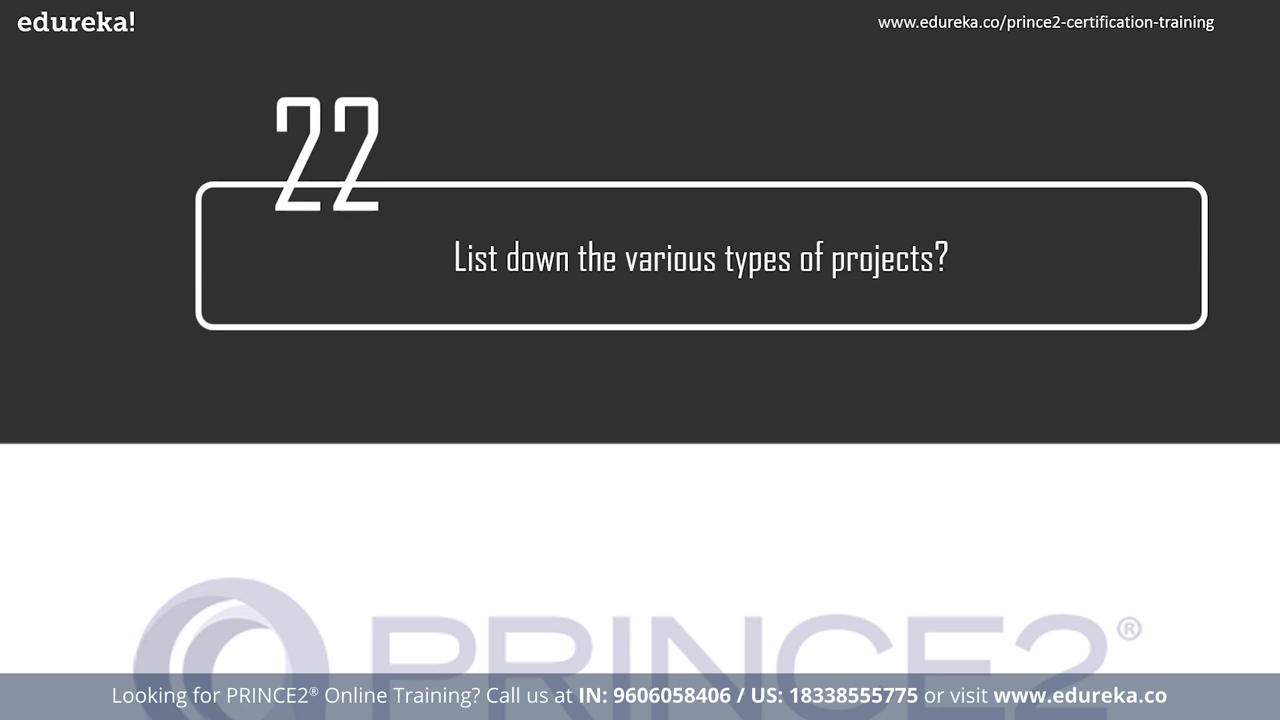 edureka!
www.edureka.co/prince2-certification-training
22
List down the various types of projects?
PRINCE2®
Looking for PRINCE2® Online Training? Call us at IN: 9606058406 / US: 18338555775 or visit www.edureka.co